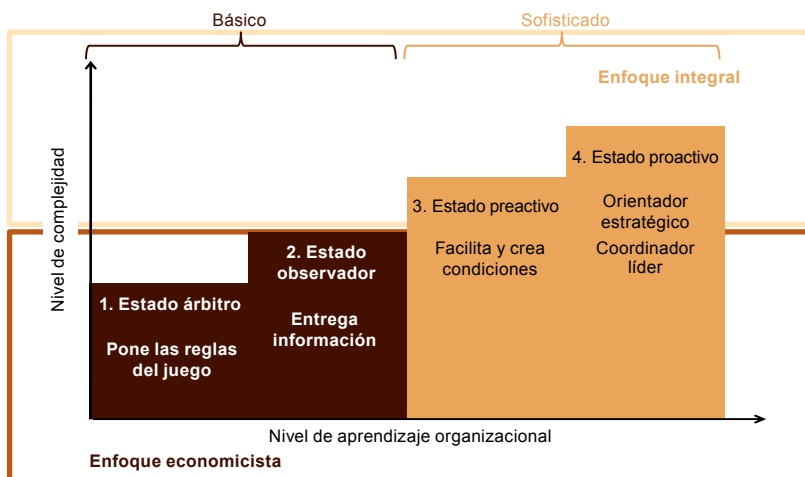 Básico
Sofisticado
Enfoque integral
Nivel de complejidad
1. Estado árbitro
Pone las reglas
del juego
2. Estado
observador
Entrega
información
3. Estado preactivo
Facilita y crea
condiciones
4. Estado proactivo
Orientador
estratégico
Coordinador
líder
Nivel de aprendizaje organizacional
Enfoque economicista